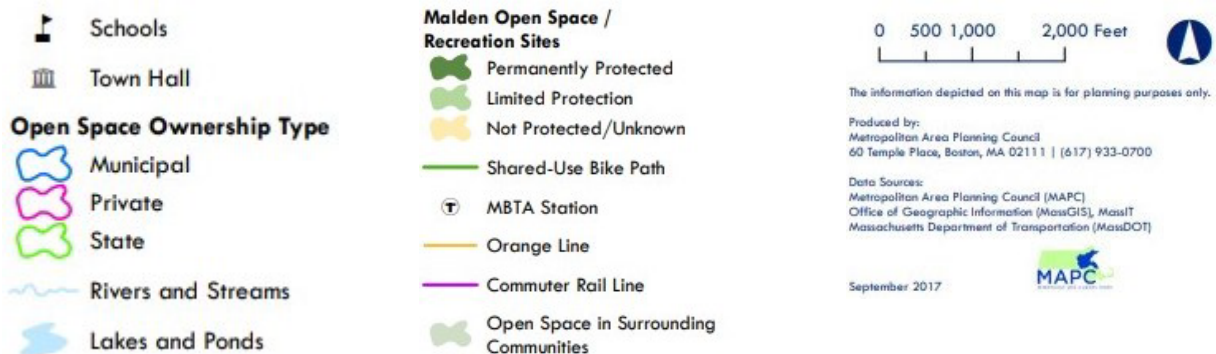 Schools
Town Hall
Open Space Ownership Type
Municipal
Private
State
Rivers and Streams
Lakes and Ponds
Malden Open Space /
Recreation Sites
Permanently Protected
Limited Protection
Not Protected/Unknown
Shared-Use Bike Path
T
MBTA Station
Orange Line
Commuter Rail Line
Open Space in Surrounding
Communities
0 500 1,000 2,000 Feet
The information depicted on this map is for planning purposes only.
Produced by:
Metropolitan Area Planning Council
60 Temple Place, Boston, MA 02111 | (617) 933-0700
Data Sources:
Metropolitan Area Planning Council (MAPC)
Office of Geographic Information (MassGIS), MassIT
Massachusetts Department of Transportation (MassDOT)
September 2017
MAPC